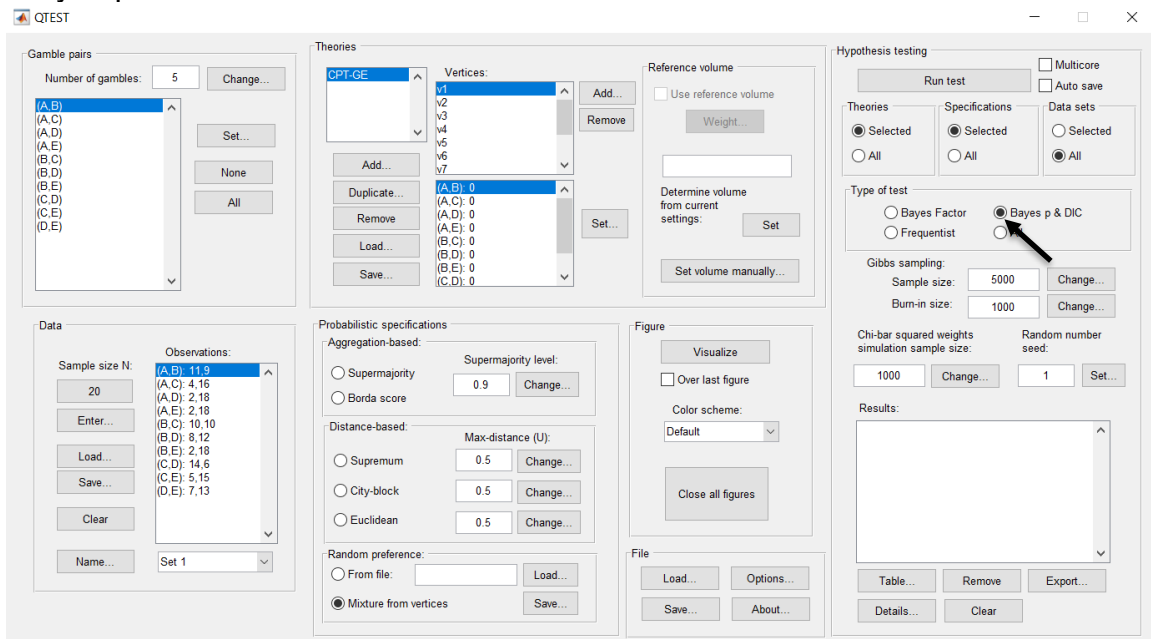 QTEST
Gamble pairs
Number of gambles: 5 Change...
(A,B)
(A,C)
(A,D)
(A,E)
(B,C)
(B,D)
(B,E)
(C,D)
(C,E)
(D,E)
Set...
None
All
Theories
CPT-GE
Vertices:
v1
v2
v3
v4
v5
v6
v7
Add...
Remove
Add...
Duplicate...
Remove
Load...
Save...
(A,B): 0
(A,C): 0
(A,D): 0
(A,E): 0
(B,C): 0
(B,D): 0
(B,E): 0
(C,D): 0
Set...
Reference volume
Use reference volume
Weight...
Determine volume
from current
settings:
Set
Set volume manually...
Hypothesis testing
Run test
Multicore
Auto save
Theories
Selected
All
Specifications
Selected
All
Data sets
Selected
All
Type of test
Bayes Factor
Bayes p & DIC
Frequentist
Gibbs sampling:
Sample size: 5000 Change...
Burn-in size: 1000 Change...
Chi-bar squared weights
simulation sample size:
1000 Change...
Random number
seed:
1 Set...
Results:
Table...
Remove
Export...
Details...
Clear
Data
Sample size N:
20
Enter...
Load...
Save...
Clear
Name...
Observations:
(A,B): 11,9
(A,C): 4,16
(A,D): 2,18
(A,E): 2,18
(B,C): 10,10
(B,D): 8,12
(B,E): 2,18
(C,D): 14,6
(C,E): 5,15
(D,E): 7,13
Set 1
Probabilistic specifications
Aggregation-based:
Supermajority
Borda score
Supermajority level:
0.9 Change...
Distance-based:
Max-distance (U):
Supremum 0.5 Change...
City-block 0.5 Change...
Euclidean 0.5 Change...
Random preference:
From file: Load...
Mixture from vertices Save...
Figure
Visualize
Over last figure
Color scheme:
Default
Close all figures
File
Load...
Options...
Save...
About...